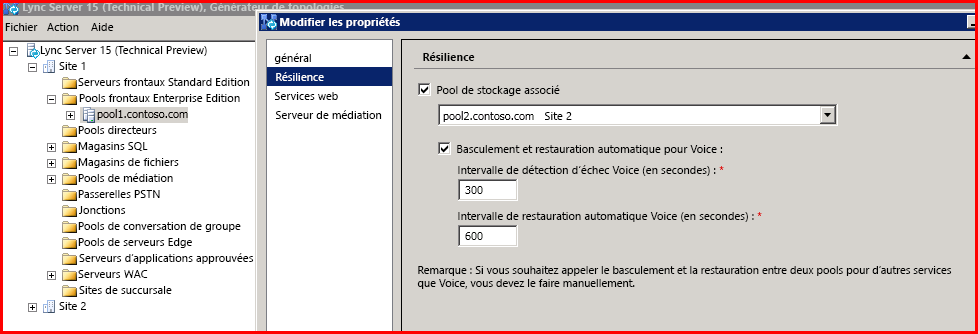 Lync Server 15 (Technical Preview), Générateur de topologies
Fichier Action Aide
Lync Server 15 (Technical Preview)
Site 1
Serveurs frontaux Standard Edition
Pools frontaux Enterprise Edition
pool1.contoso.com
Pools directeurs
Magasins SQL
Magasins de fichiers
Pools de médiation
Passerelles PSTN
Jonctions
Pools de conversation de groupe
Pools de serveurs Edge
Serveurs d'applications approuvées
Serveurs WAC
Sites de succursale
Site 2
Modifier les propriétés
général
Résilience
Services web
Serveur de médiation
Résilience
Pool de stockage associé
pool2.contoso.com Site 2
Basculement et restauration automatique pour Voice :
Intervalle de détection d'échec Voice (en secondes) : *
300
Intervalle de restauration automatique Voice (en secondes) : *
600
Remarque : Si vous souhaitez appeler le basculement et la restauration entre deux pools pour d'autres services
que Voice, vous devez le faire manuellement.